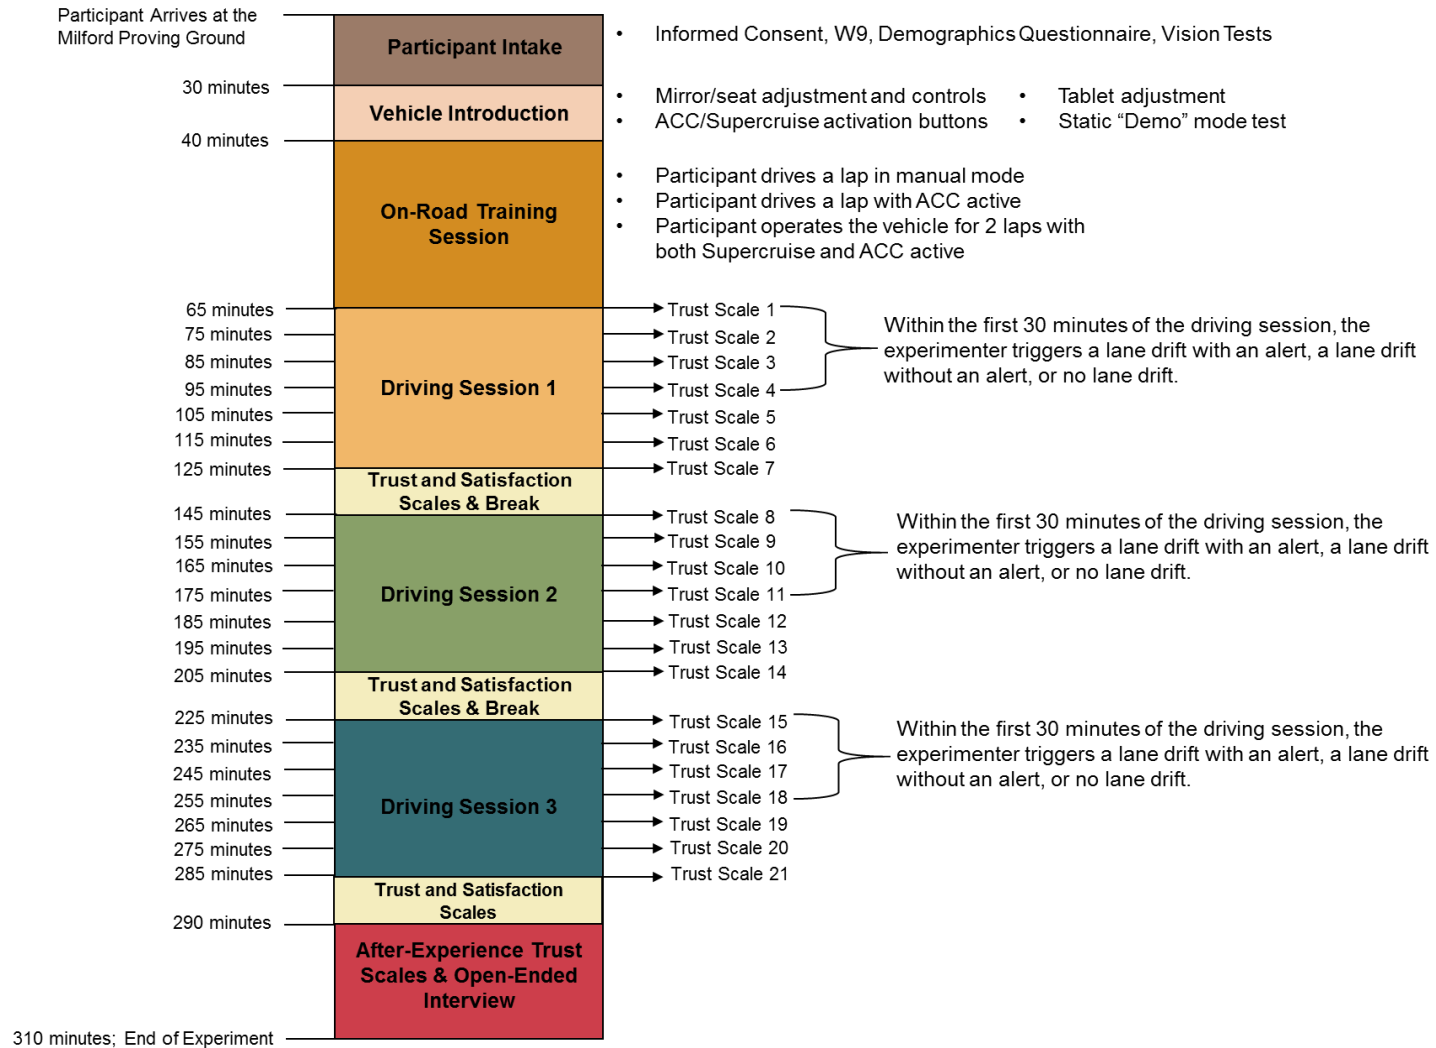 Participant Arrives at the
Milford Proving Ground
Participant Intake
• Informed Consent, W9, Demographics Questionnaire, Vision Tests
30 minutes
Vehicle Introduction
• Mirror/seat adjustment and controls
• ACC/Supercruise activation buttons
• Tablet adjustment
• Static “Demo” mode test
40 minutes
On-Road Training
Session
• Participant drives a lap in manual mode
• Participant drives a lap with ACC active
• Participant operates the vehicle for 2 laps with
both Supercruise and ACC active
65 minutes
75 minutes
85 minutes
95 minutes
105 minutes
115 minutes
125 minutes
Driving Session 1
Trust Scale 1
Trust Scale 2
Trust Scale 3
Trust Scale 4
Trust Scale 5
Trust Scale 6
Trust Scale 7
Within the first 30 minutes of the driving session, the
experimenter triggers a lane drift with an alert, a lane drift
without an alert, or no lane drift.
Trust and Satisfaction
Scales & Break
145 minutes
155 minutes
165 minutes
175 minutes
185 minutes
195 minutes
205 minutes
Driving Session 2
Trust Scale 8
Trust Scale 9
Trust Scale 10
Trust Scale 11
Trust Scale 12
Trust Scale 13
Trust Scale 14
Within the first 30 minutes of the driving session, the
experimenter triggers a lane drift with an alert, a lane drift
without an alert, or no lane drift.
Trust and Satisfaction
Scales & Break
225 minutes
235 minutes
245 minutes
255 minutes
265 minutes
275 minutes
285 minutes
Driving Session 3
Trust Scale 15
Trust Scale 16
Trust Scale 17
Trust Scale 18
Trust Scale 19
Trust Scale 20
Trust Scale 21
Within the first 30 minutes of the driving session, the
experimenter triggers a lane drift with an alert, a lane drift
without an alert, or no lane drift.
Trust and Satisfaction
Scales
290 minutes
After-Experience Trust
Scales & Open-Ended
Interview
310 minutes; End of Experiment